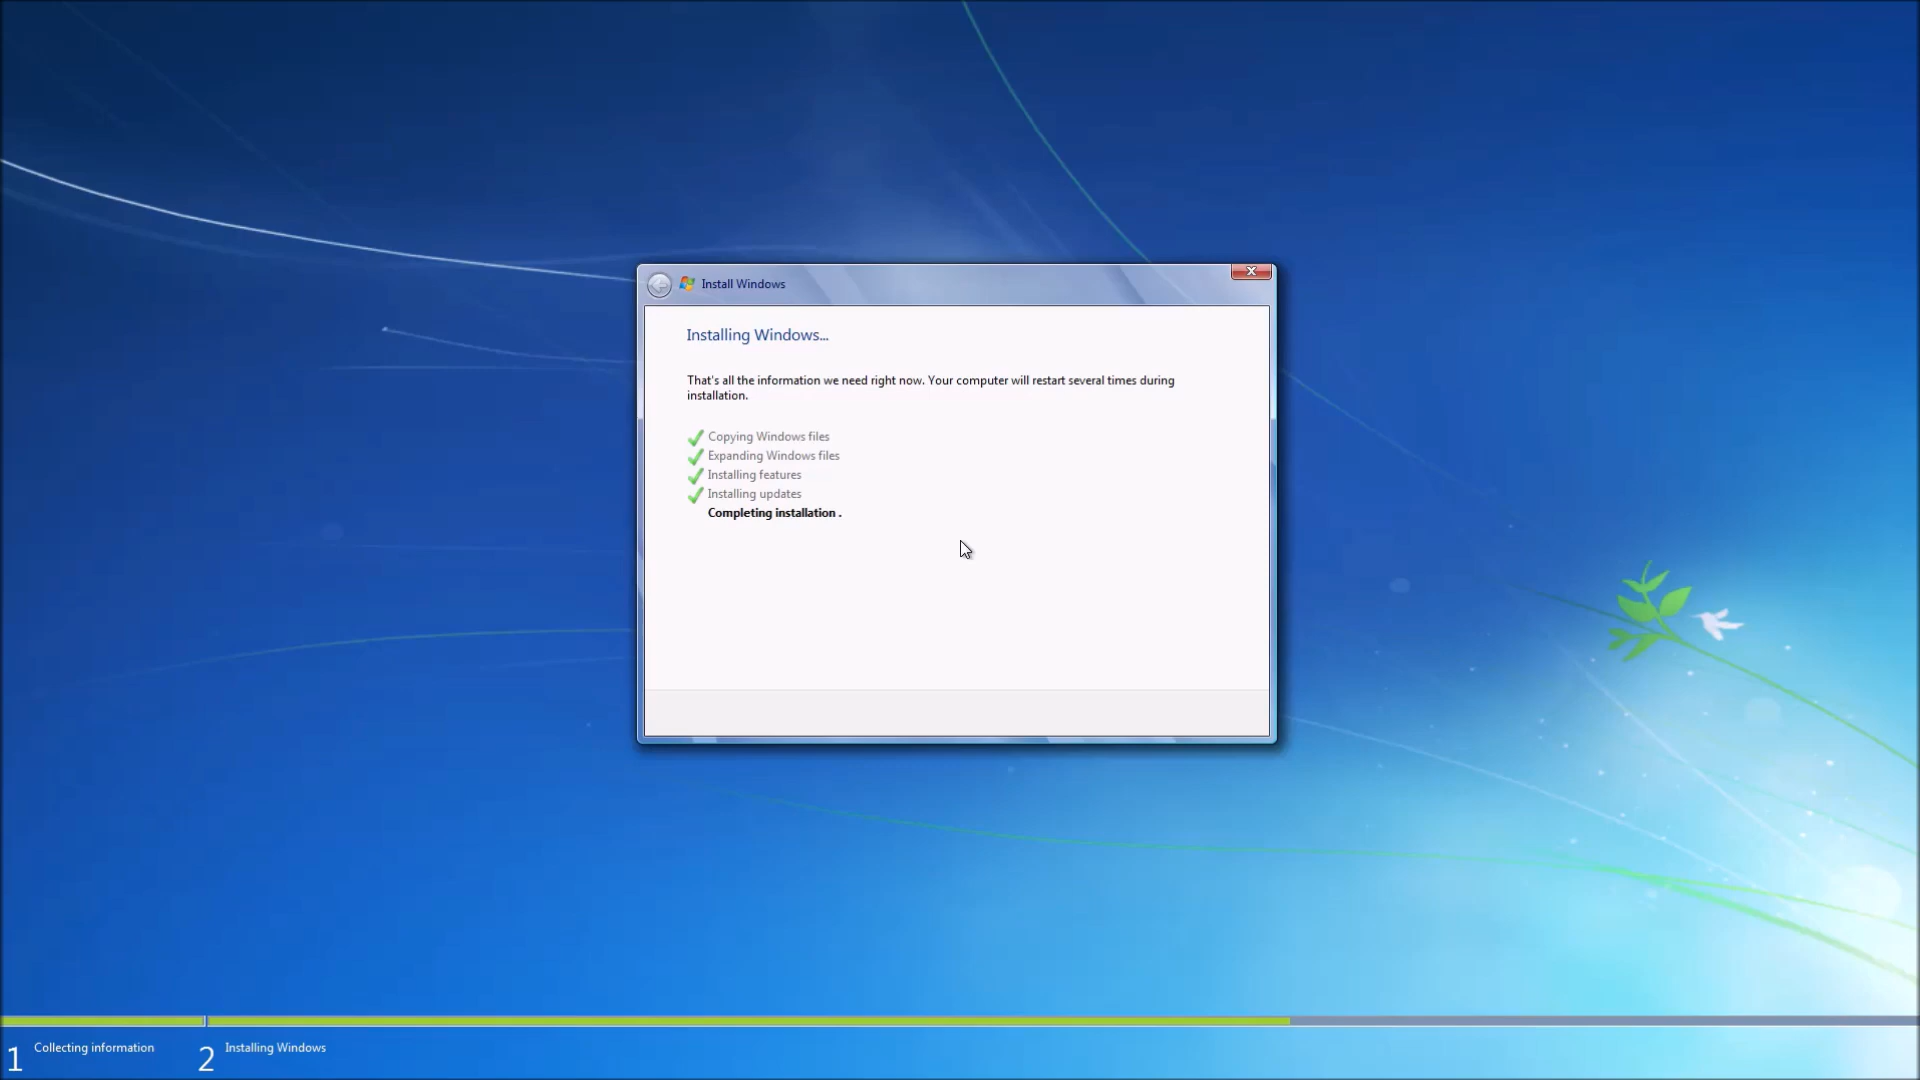 Install Windows
Installing Windows...
That's all the information we need right now. Your computer will restart several times during
installation.
Copying Windows files
Expanding Windows files
Installing features
Installing updates
Completing installation .
1 Collecting information
2 Installing Windows